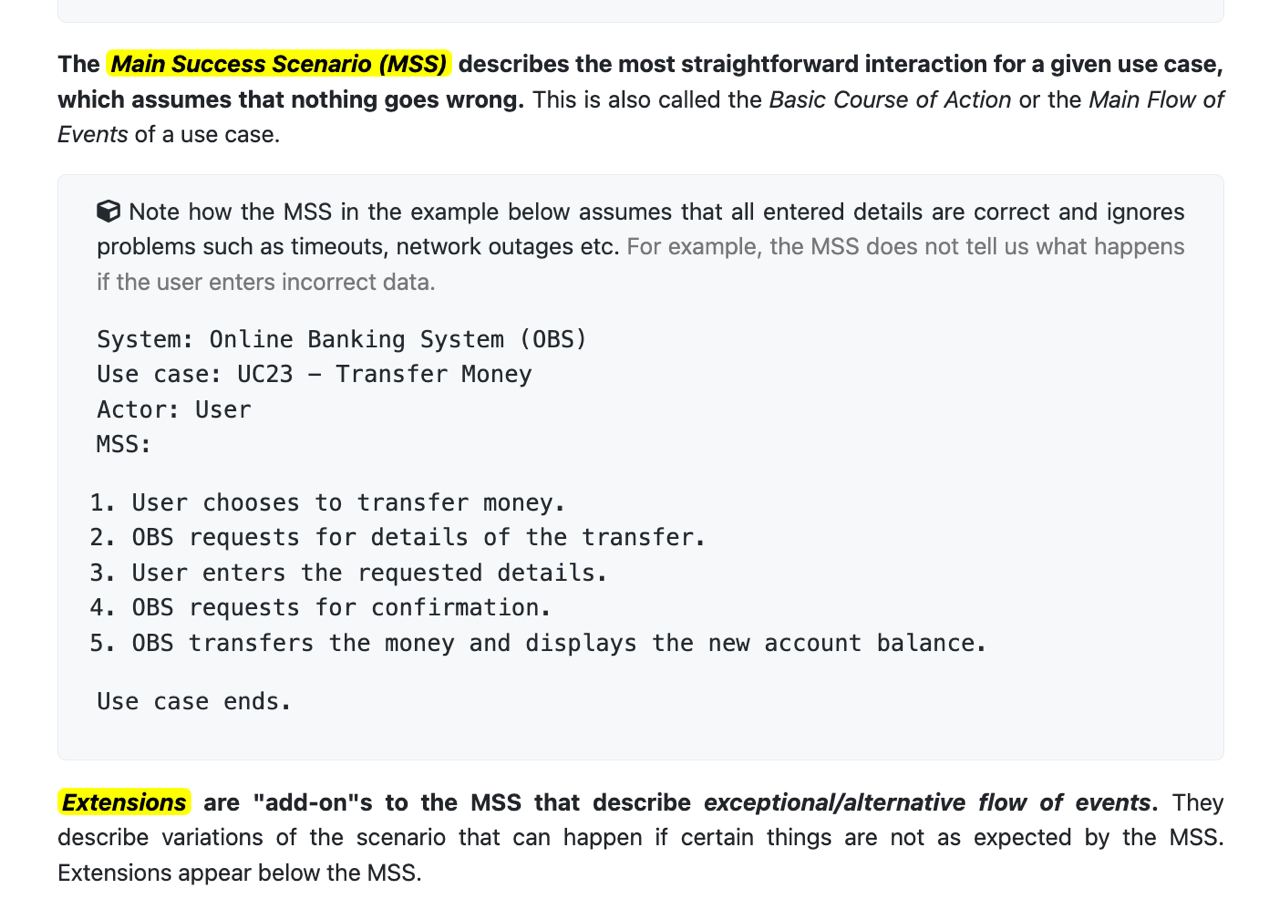 The Main Success Scenario (MSS) describes the most straightforward interaction for a given use case,
which assumes that nothing goes wrong. This is also called the Basic Course of Action or the Main Flow of
Events of a use case.
Note how the MSS in the example below assumes that all entered details are correct and ignores
problems such as timeouts, network outages etc. For example, the MSS does not tell us what happens
if the user enters incorrect data.
System: Online Banking System (OBS)
Use case: UC23 – Transfer Money
Actor: User
MSS:
1. User chooses to transfer money.
2. OBS requests for details of the transfer.
3. User enters the requested details.
4. OBS requests for confirmation.
5. OBS transfers the money and displays the new account balance.
Use case ends.
Extensions are "add-on"s to the MSS that describe exceptional/alternative flow of events. They
describe variations of the scenario that can happen if certain things are not as expected by the MSS.
Extensions appear below the MSS.